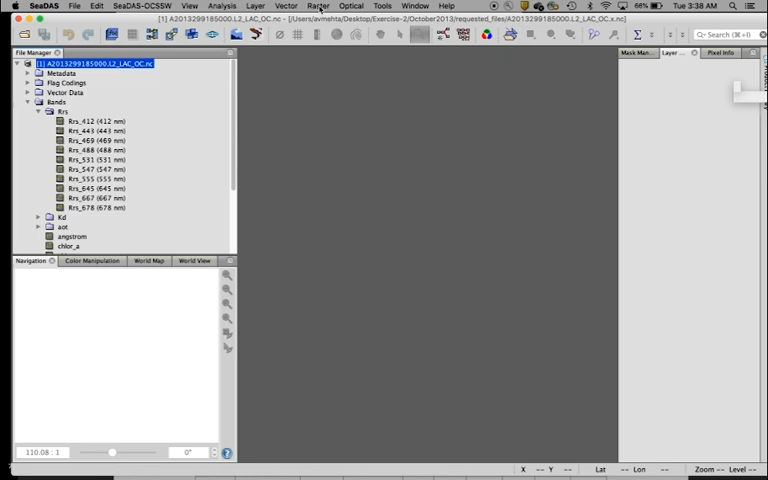 SeaDAS File Edit SeaDAS-OCSSW View Analysis Layer Vector Raster Optical Tools Window Help 66% Tue 3:38 AM
[1] A2013299185000.L2_LAC_OC.nc - [/Users/avmehta/Desktop/Exercise-2/October2013/requested_files/A2013299185000.L2_LAC_OC.x.nc]
Search (⌘+I)
File Manager
Mask Man... Layer ... Pixel Info
[1] A2013299185000.L2_LAC_OC.nc
Metadata
Flag Codings
Vector Data
Bands
Rrs
Rrs_412 (412 nm)
Rrs_443 (443 nm)
Rrs_469 (469 nm)
Rrs_488 (488 nm)
Rrs_531 (531 nm)
Rrs_547 (547 nm)
Rrs_555 (555 nm)
Rrs_645 (645 nm)
Rrs_667 (667 nm)
Rrs_678 (678 nm)
Kd
aot
angstrom
chlor_a
Navigation Color Manipulation World Map World View
110.08 : 1
0°
X -- Y -- Lat -- Lon -- Zoom -- Level --